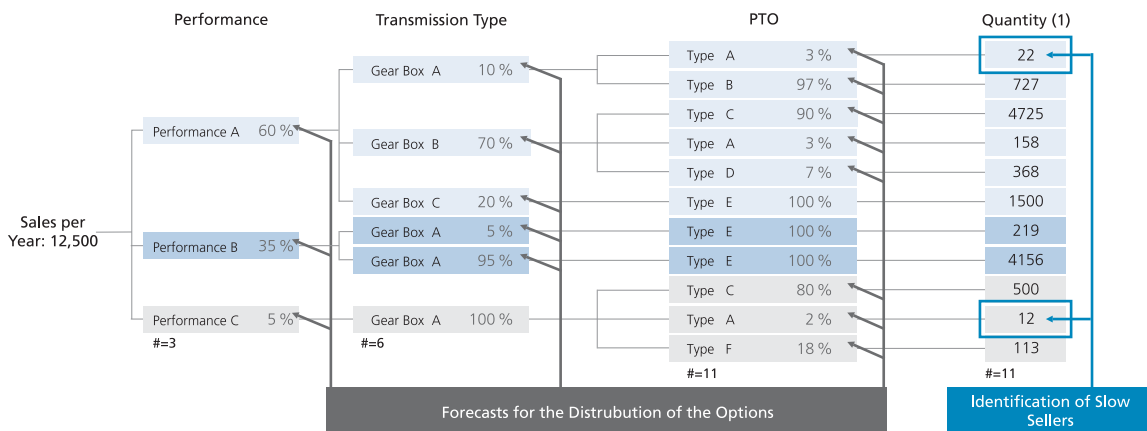 Performance
Transmission Type
PTO
Quantity (1)
Type A 3 % 22
Gear Box A 10 %
Type B 97 % 727
Type C 90 % 4725
Performance A 60 %
Gear Box B 70 %
Type A 3 % 158
Type D 7 % 368
Gear Box C 20 %
Type E 100 % 1500
Sales per
Year: 12,500
Gear Box A 5 %
Type E 100 % 219
Performance B 35 %
Gear Box A 95 %
Type E 100 % 4156
Type C 80 % 500
Performance C 5 %
Gear Box A 100 %
Type A 2 % 12
#=3
#=6
Type F 18 % 113
#=11
#=11
Forecasts for the Distrubution of the Options
Identification of Slow
Sellers